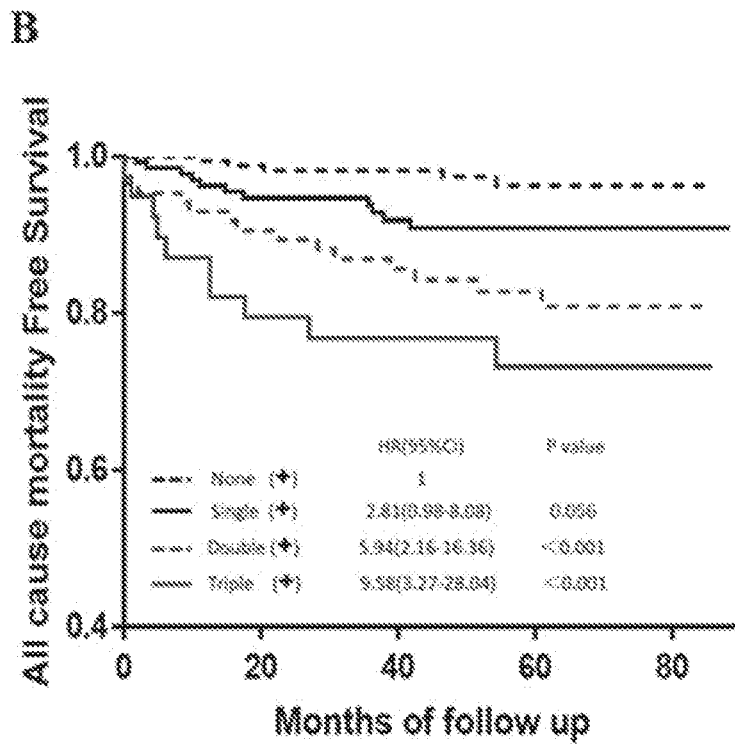 B
All cause mortality Free Survival
1.0
0.8
0.6
0.4
HR(95%CI) P value
None (+) 1
Single (+) 2.81(0.98-8.08) 0.056
Double (+) 5.94(2.16-16.36) <0.001
Triple (+) 9.58(3.27-28.04) <0.001
0 20 40 60 80
Months of follow up